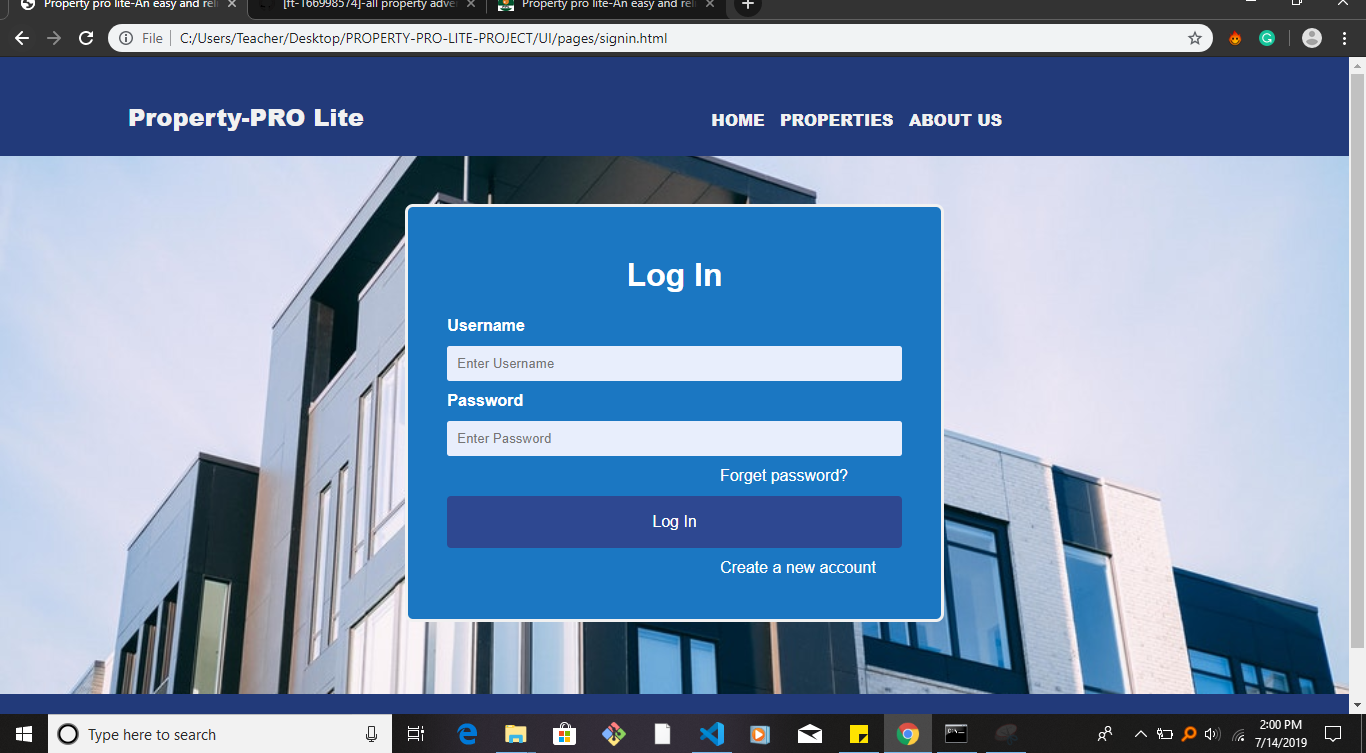 Property pro lite-An easy and reli
[ft-166998574]-all property adver
Property pro lite-An easy and reli
File
C:/Users/Teacher/Desktop/PROPERTY-PRO-LITE-PROJECT/UI/pages/signin.html
Property-PRO Lite
HOME PROPERTIES ABOUT US
Log In
Username
Enter Username
Password
Enter Password
Forget password?
Log In
Create a new account
Type here to search
2:00 PM
7/14/2019